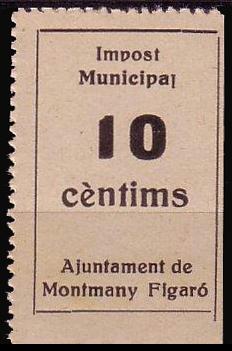 Impost
Municipal
10
cèntims
Ajuntament de
Montmany Figaró